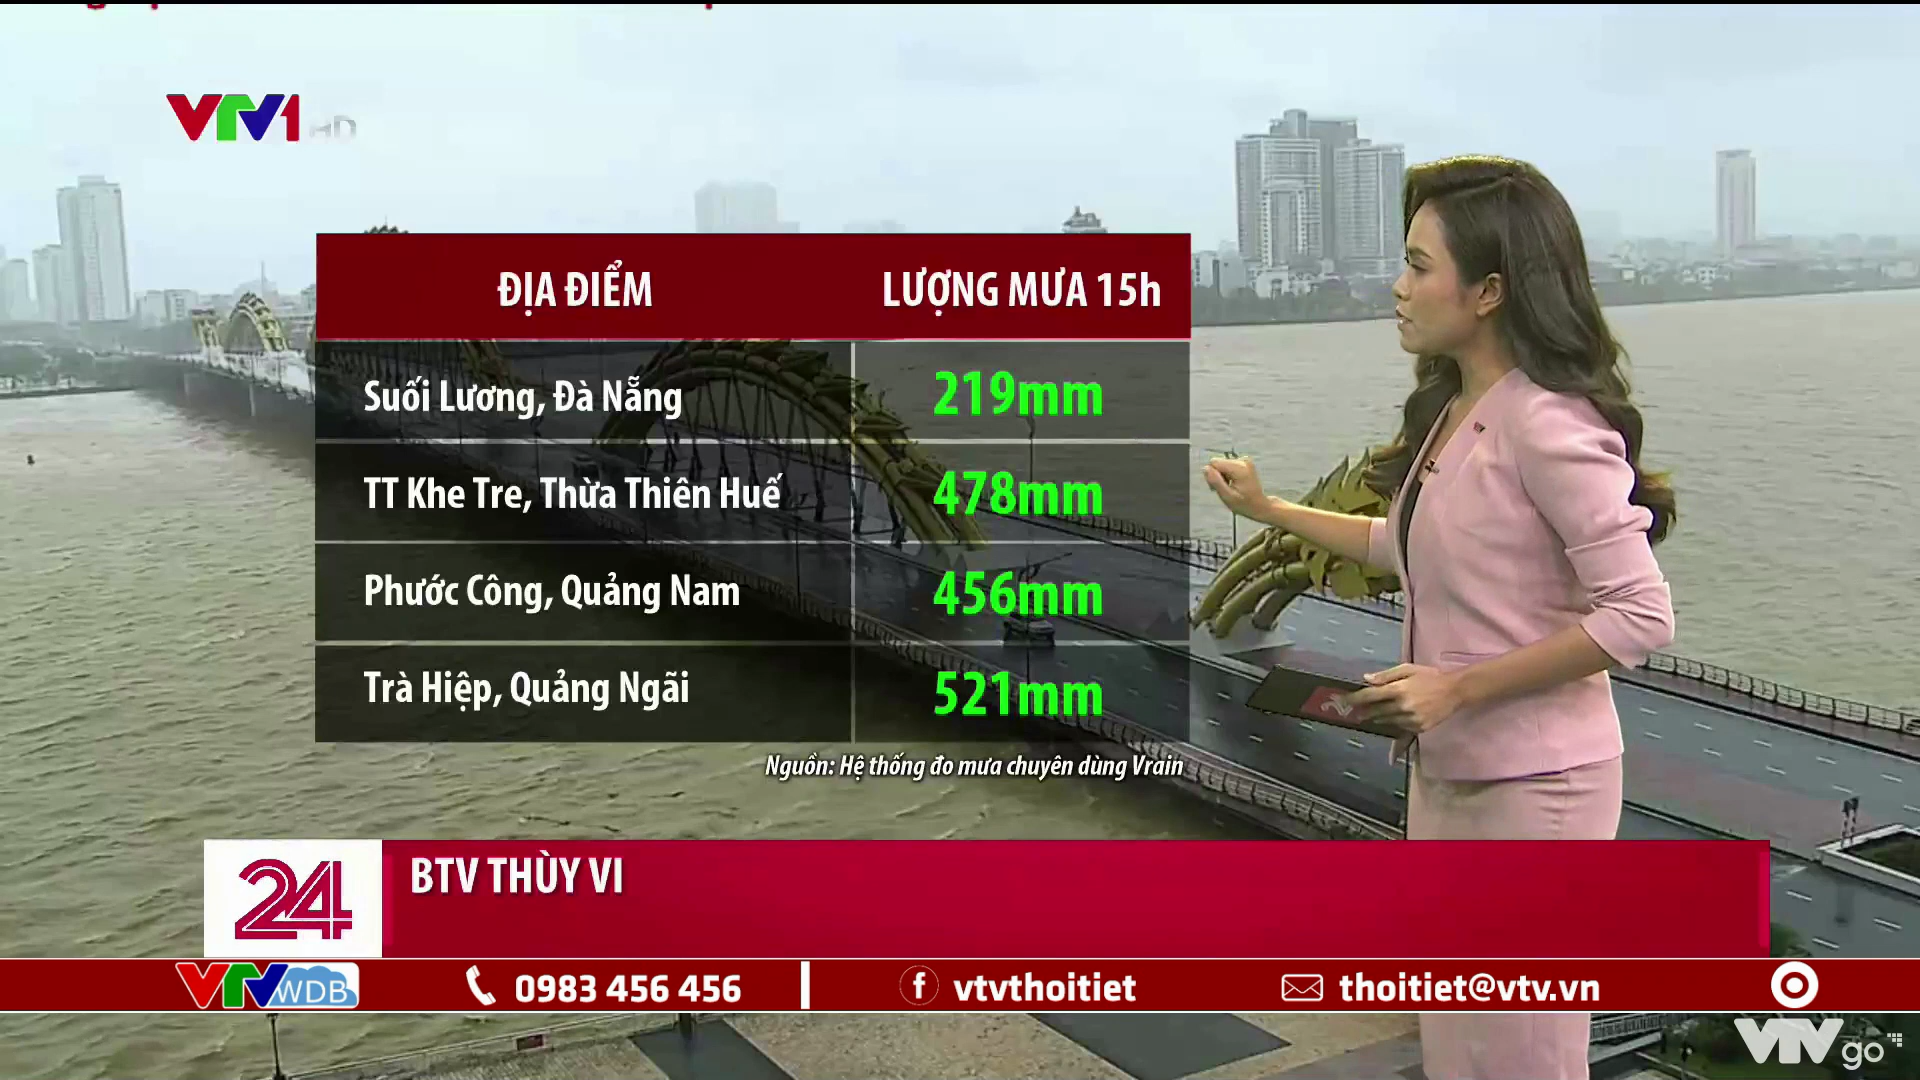 VTV1 HD
ĐỊA ĐIỂM LƯỢNG MƯA 15h
Suối Lương, Đà Nẵng 219mm
TT Khe Tre, Thừa Thiên Huế 478mm
Phước Công, Quảng Nam 456mm
Trà Hiệp, Quảng Ngãi 521mm
Nguồn: Hệ thống đo mưa chuyên dùng Vrain
24 BTV THÙY VI
VTV WDB 0983 456 456 vtvthoitiet thoitiet@vtv.vn
VTV go